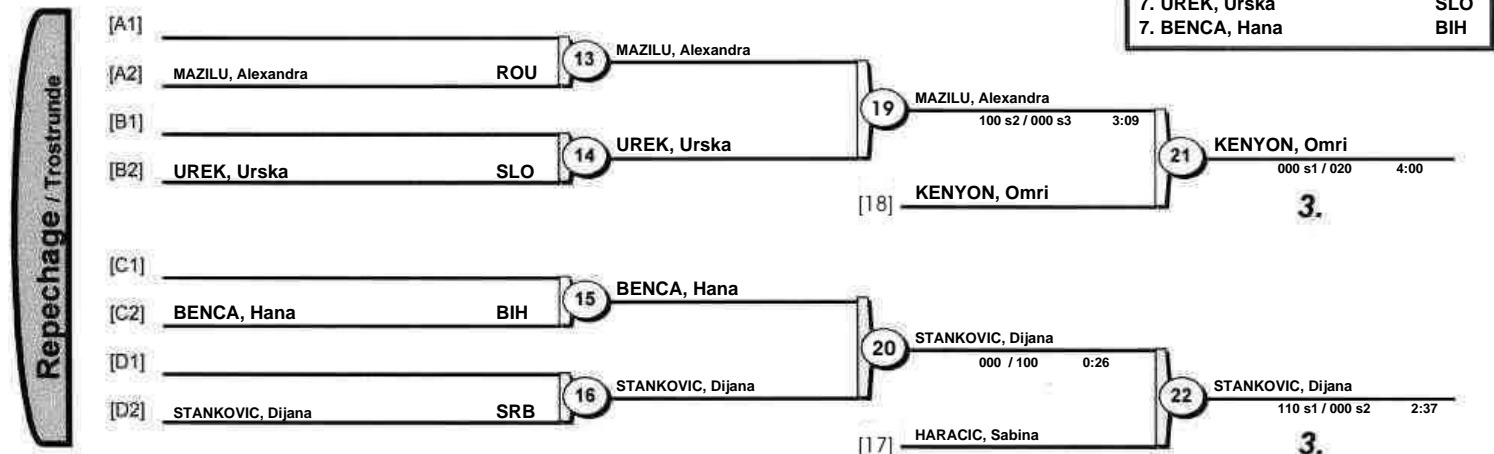 7. UREK, Urska SLO
7. BENCA, Hana BIH
Repechage / Trostrunde
[A1]
[A2] MAZILU, Alexandra ROU
13 MAZILU, Alexandra
[B1]
[B2] UREK, Urska SLO
14 UREK, Urska
19 MAZILU, Alexandra
100 s2 / 000 s3 3:09
[18] KENYON, Omri
21 KENYON, Omri
000 s1 / 020 4:00
3.
[C1]
[C2] BENCA, Hana BIH
15 BENCA, Hana
[D1]
[D2] STANKOVIC, Dijana SRB
16 STANKOVIC, Dijana
20 STANKOVIC, Dijana
000 / 100 0:26
[17] HARACIC, Sabina
22 STANKOVIC, Dijana
110 s1 / 000 s2 2:37
3.